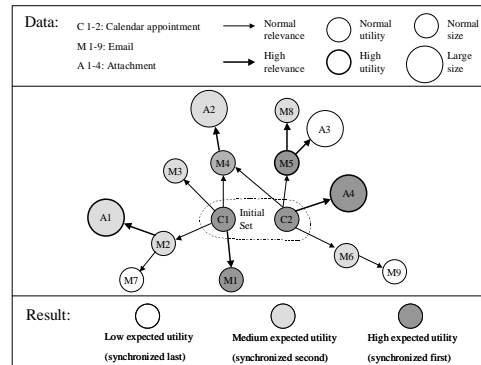 Data:
C 1-2: Calendar appointment
M 1-9: Email
A 1-4: Attachment
Normal
relevance
High
relevance
Normal
utility
High
utility
Normal
size
Large
size
A2
M8
A3
M4
M5
M3
A4
A1
C1
Initial
Set
C2
M2
M6
M7
M1
M9
Result:
Low expected utility
(synchronized last)
Medium expected utility
(synchronized second)
High expected utility
(synchronized first)